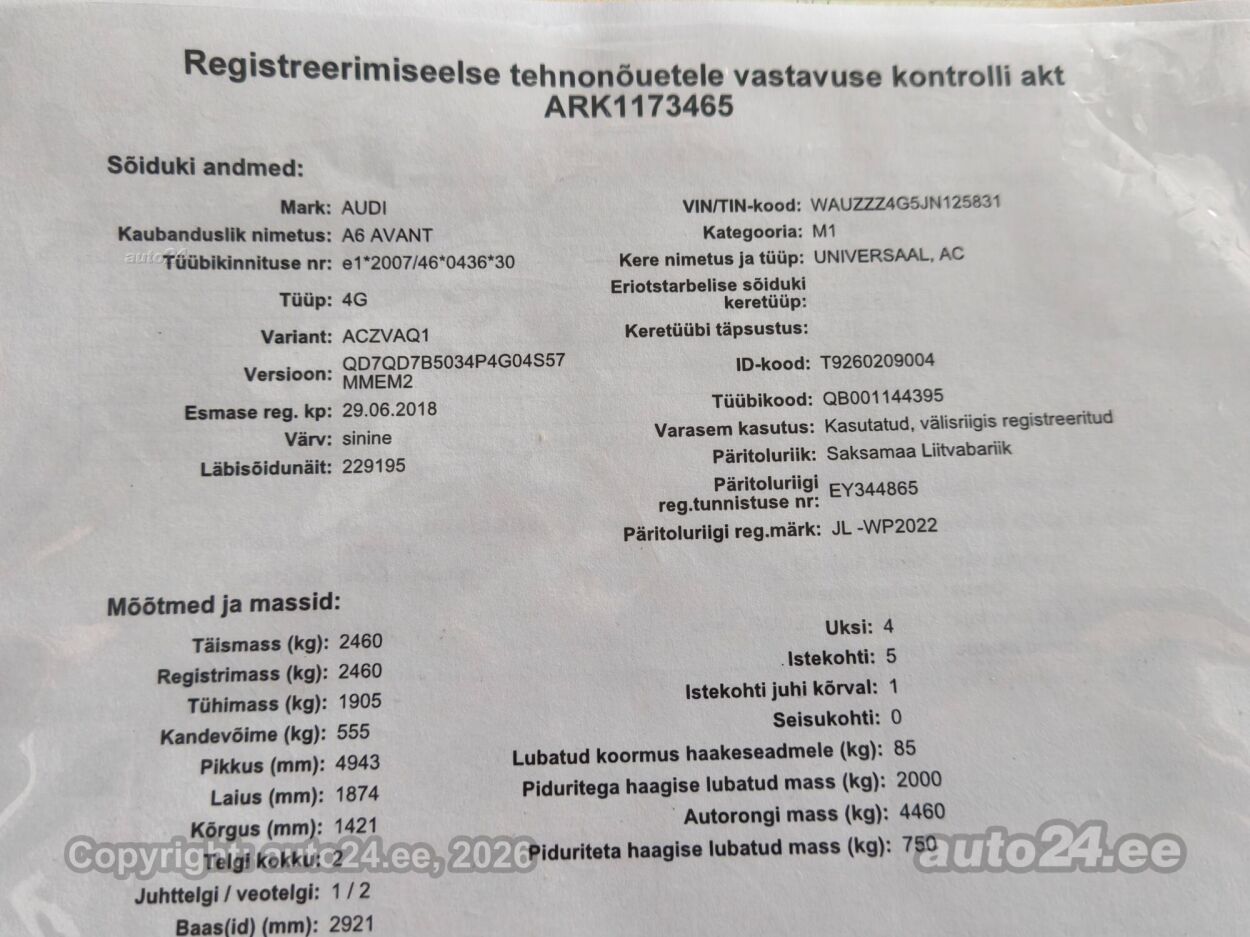 Registreerimiseelse tehnonõuetele vastavuse kontrolli akt
ARK1173465
Sõiduki andmed:
Mark: AUDI
Kaubanduslik nimetus: A6 AVANT
auto24
Tüübikinnituse nr: e1*2007/46*0436*30
Tüüp: 4G
Variant: ACZVAQ1
Versioon: QD7QD7B5034P4G04S57
MMEM2
Esmase reg. kp: 29.06.2018
Värv: sinine
Läbisõidunäit: 229195
VIN/TIN-kood: WAUZZZ4G5JN125831
Kategooria: M1
Kere nimetus ja tüüp: UNIVERSAAL, AC
Eriotstarbelise sõiduki
keretüüp:
Keretüübi täpsustus:
ID-kood: T9260209004
Tüübikood: QB001144395
Varasem kasutus: Kasutatud, välisriigis registreeritud
Päritoluriik: Saksamaa Liitvabariik
Päritoluriigi
reg.tunnistuse nr: EY344865
Päritoluriigi reg.märk: JL -WP2022
Mõõtmed ja massid:
Täismass (kg): 2460
Registrimass (kg): 2460
Tühimass (kg): 1905
Kandevõime (kg): 555
Pikkus (mm): 4943
Laius (mm): 1874
Kõrgus (mm): 1421
Telgi kokku: 2
Juhttelgi / veotelgi: 1 / 2
Baas(id) (mm): 2921
Uksi: 4
Istekohti: 5
Istekohti juhi kõrval: 1
Seisukohti: 0
Lubatud koormus haakeseadmele (kg): 85
Piduritega haagise lubatud mass (kg): 2000
Autorongi mass (kg): 4460
Piduriteta haagise lubatud mass (kg): 750
Copyright: auto24.ee, 2026
auto24.ee